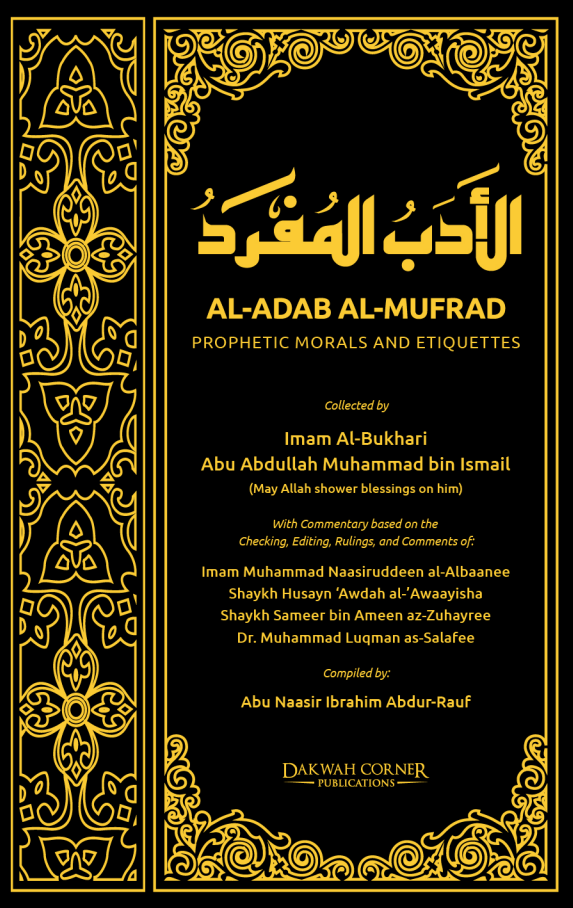 الأَدَبُ المُفْرَدُ
AL-ADAB AL-MUFRAD
PROPHETIC MORALS AND ETIQUETTES
Collected by
Imam Al-Bukhari
Abu Abdullah Muhammad bin Ismail
(May Allah shower blessings on him)
With Commentary based on the
Checking, Editing, Rulings, and Comments of:
Imam Muhammad Naasiruddeen al-Albaanee
Shaykh Husayn ‘Awdah al-’Awaayisha
Shaykh Sameer bin Ameen az-Zuhayree
Dr. Muhammad Luqman as-Salafee
Compiled by:
Abu Naasir Ibrahim Abdur-Rauf
DAKWAH CORNER
PUBLICATIONS